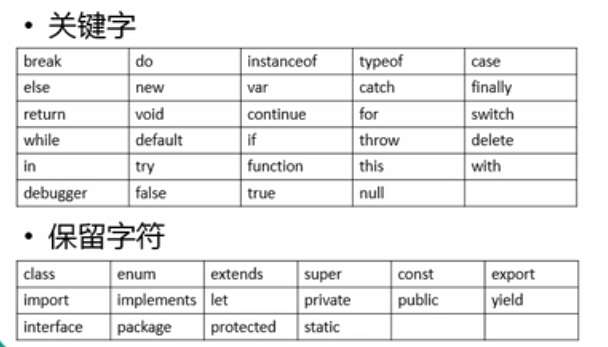 • 关键字
break do instanceof typeof case
else new var catch finally
return void continue for switch
while default if throw delete
in try function this with
debugger false true null
• 保留字符
class enum extends super const export
import implements let private public yield
interface package protected static